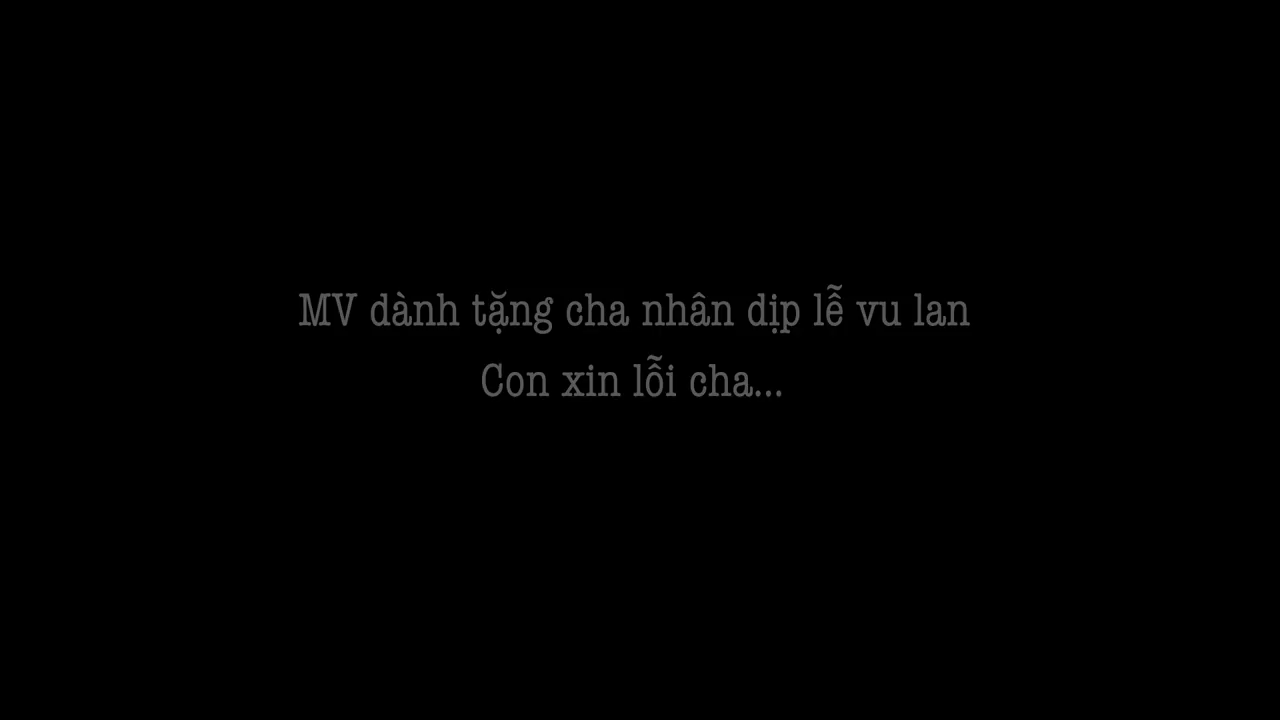 MV dành tặng cha nhân dịp lễ vu lan
Con xin lỗi cha...